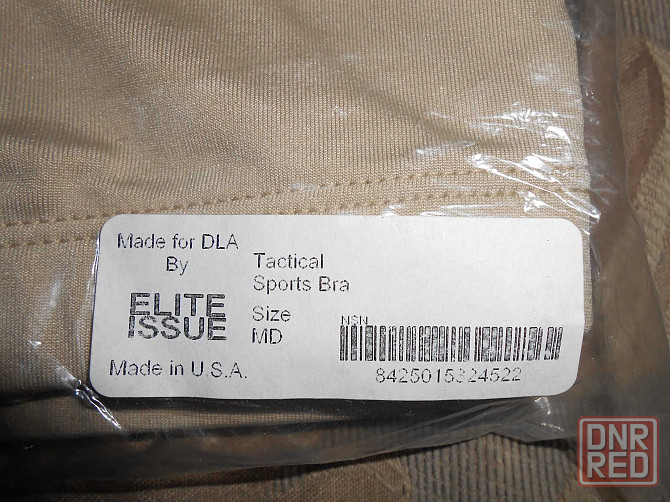 Made for DLA
By
ELITE
ISSUE
Made in U.S.A.
Tactical
Sports Bra
Size
MD
NSN
8425015324522
DNR
RED